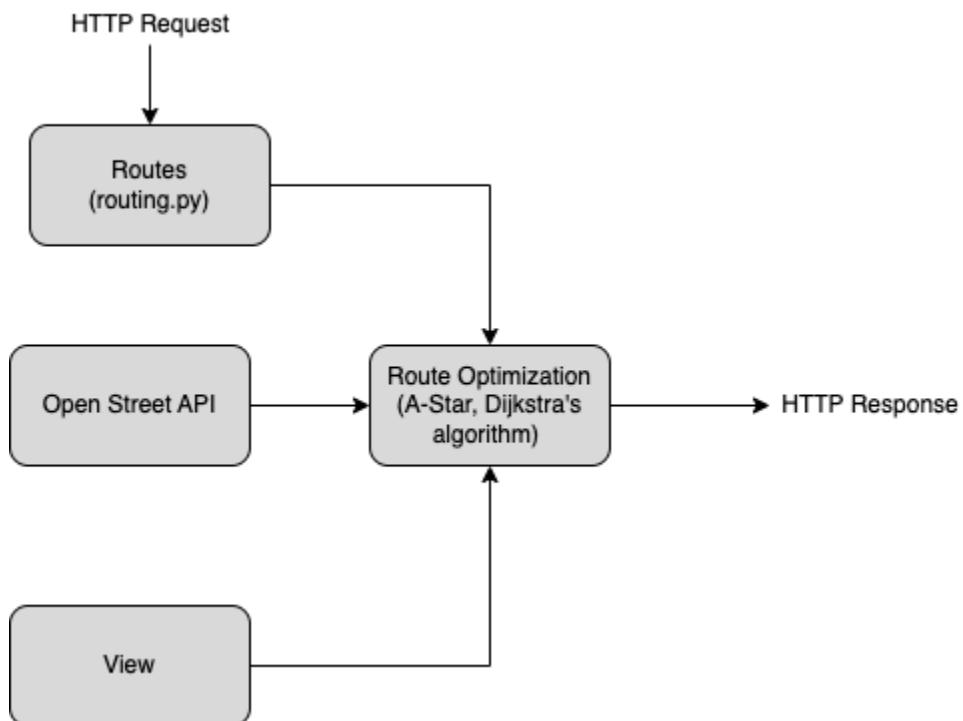 HTTP Request
Routes
(routing.py)
Open Street API
Route Optimization
(A-Star, Dijkstra's
algorithm)
HTTP Response
View